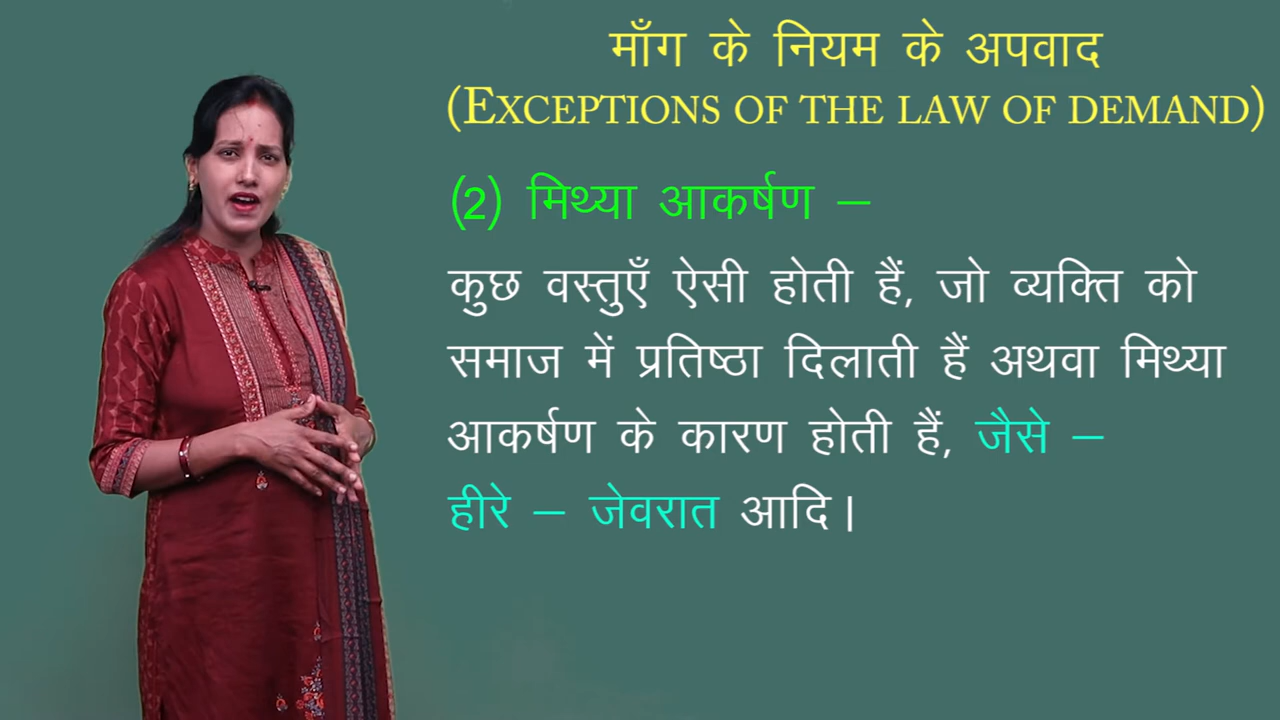 माँग के नियम के अपवाद
(EXCEPTIONS OF THE LAW OF DEMAND)
(2) मिथ्या आकर्षण –
कुछ वस्तुएँ ऐसी होती हैं, जो व्यक्ति को
समाज में प्रतिष्ठा दिलाती हैं अथवा मिथ्या
आकर्षण के कारण होती हैं, जैसे –
हीरे – जेवरात आदि।